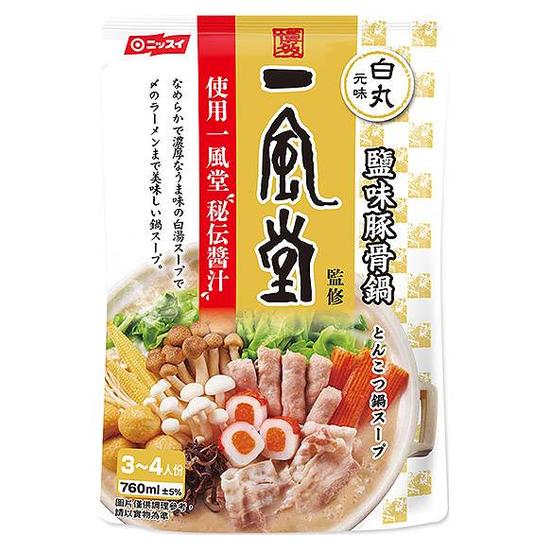 ニッスイ
博多
一風堂
監修
白丸
元味
鹽味豚骨鍋
とんこつ鍋スープ
使用一風堂"秘伝醬汁"
なめらかで濃厚なうま味の白湯スープで
〆のラーメンまで美味しい鍋スープ。
3~4人份
760ml ±5%
圖片僅供調理參考,
請以實物為準